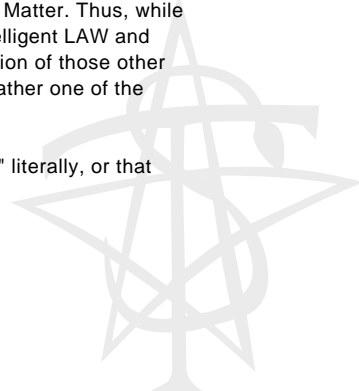 Matter. Thus, while
elligent LAW and
ion of those other
ather one of the
" literally, or that